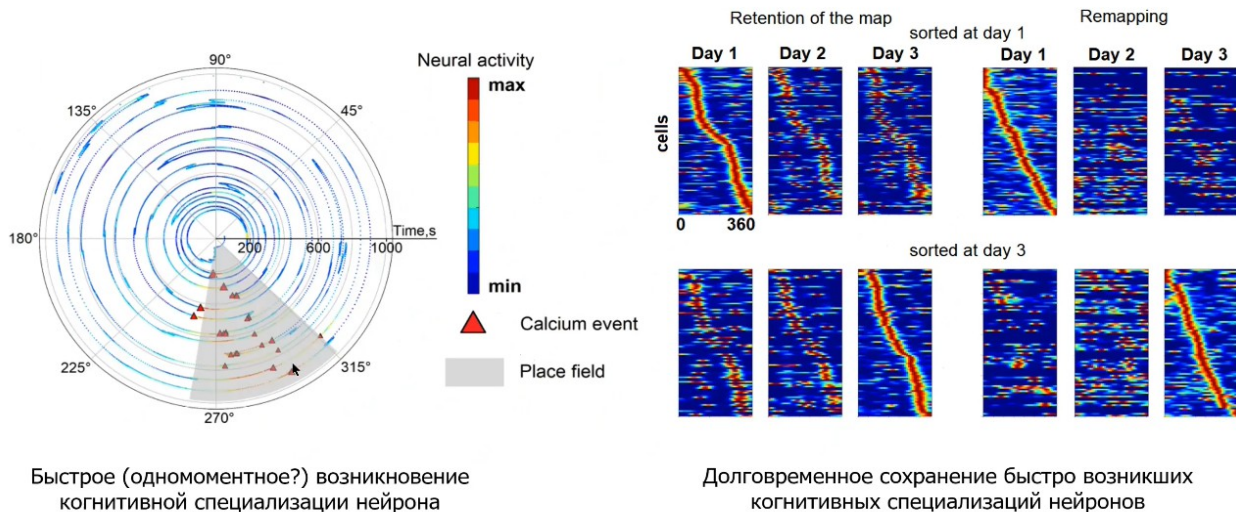 90°
45°
135°
180°
225°
270°
315°
Time,s
200
600
1000
Neural activity
max
min
Calcium event
Place field
Быстрое (одномоментное?) возникновение
когнитивной специализации нейрона
Retention of the map
Remapping
sorted at day 1
Day 1 Day 2 Day 3
Day 1 Day 2 Day 3
cells
0 360
sorted at day 3
Долговременное сохранение быстро возникших
когнитивных специализаций нейронов